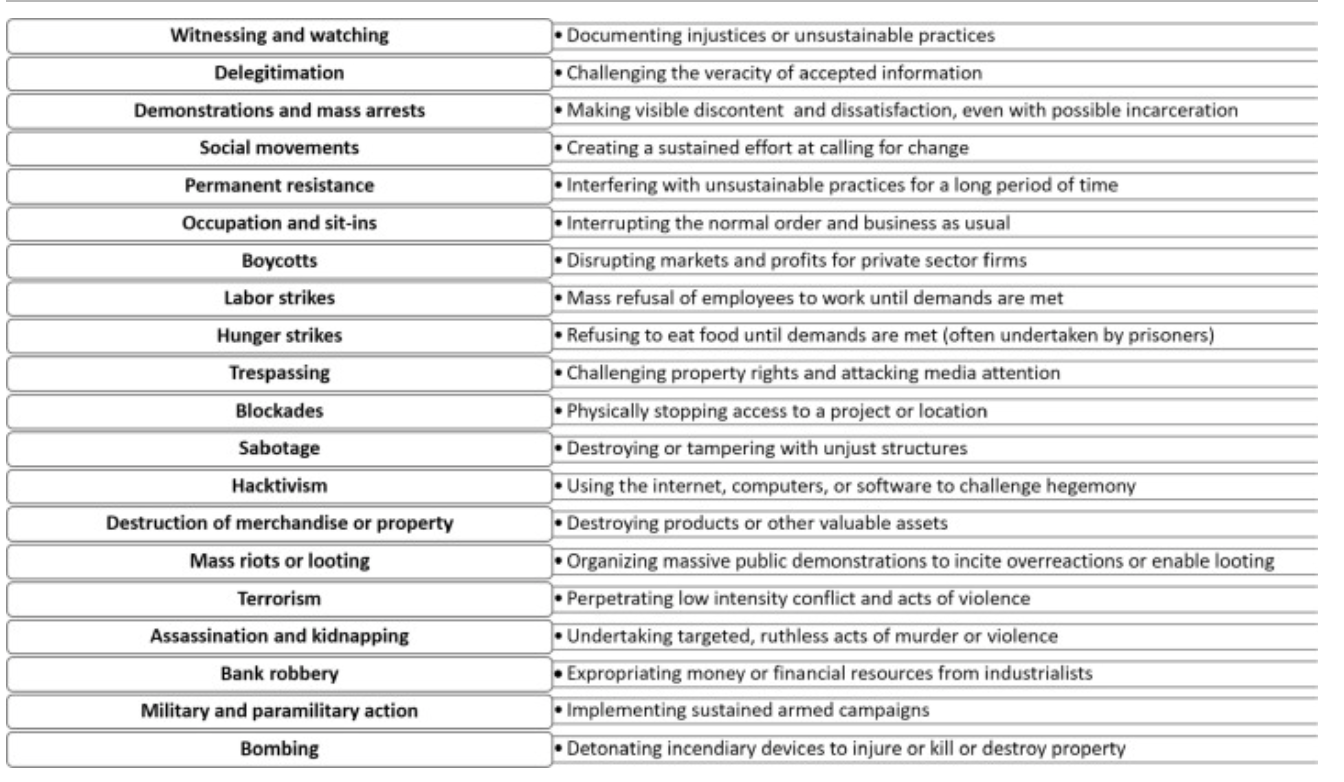 Witnessing and watching • Documenting injustices or unsustainable practices
Delegitimation • Challenging the veracity of accepted information
Demonstrations and mass arrests • Making visible discontent and dissatisfaction, even with possible incarceration
Social movements • Creating a sustained effort at calling for change
Permanent resistance • Interfering with unsustainable practices for a long period of time
Occupation and sit-ins • Interrupting the normal order and business as usual
Boycotts • Disrupting markets and profits for private sector firms
Labor strikes • Mass refusal of employees to work until demands are met
Hunger strikes • Refusing to eat food until demands are met (often undertaken by prisoners)
Trespassing • Challenging property rights and attacking media attention
Blockades • Physically stopping access to a project or location
Sabotage • Destroying or tampering with unjust structures
Hacktivism • Using the internet, computers, or software to challenge hegemony
Destruction of merchandise or property • Destroying products or other valuable assets
Mass riots or looting • Organizing massive public demonstrations to incite overreactions or enable looting
Terrorism • Perpetrating low intensity conflict and acts of violence
Assassination and kidnapping • Undertaking targeted, ruthless acts of murder or violence
Bank robbery • Expropriating money or financial resources from industrialists
Military and paramilitary action • Implementing sustained armed campaigns
Bombing • Detonating incendiary devices to injure or kill or destroy property